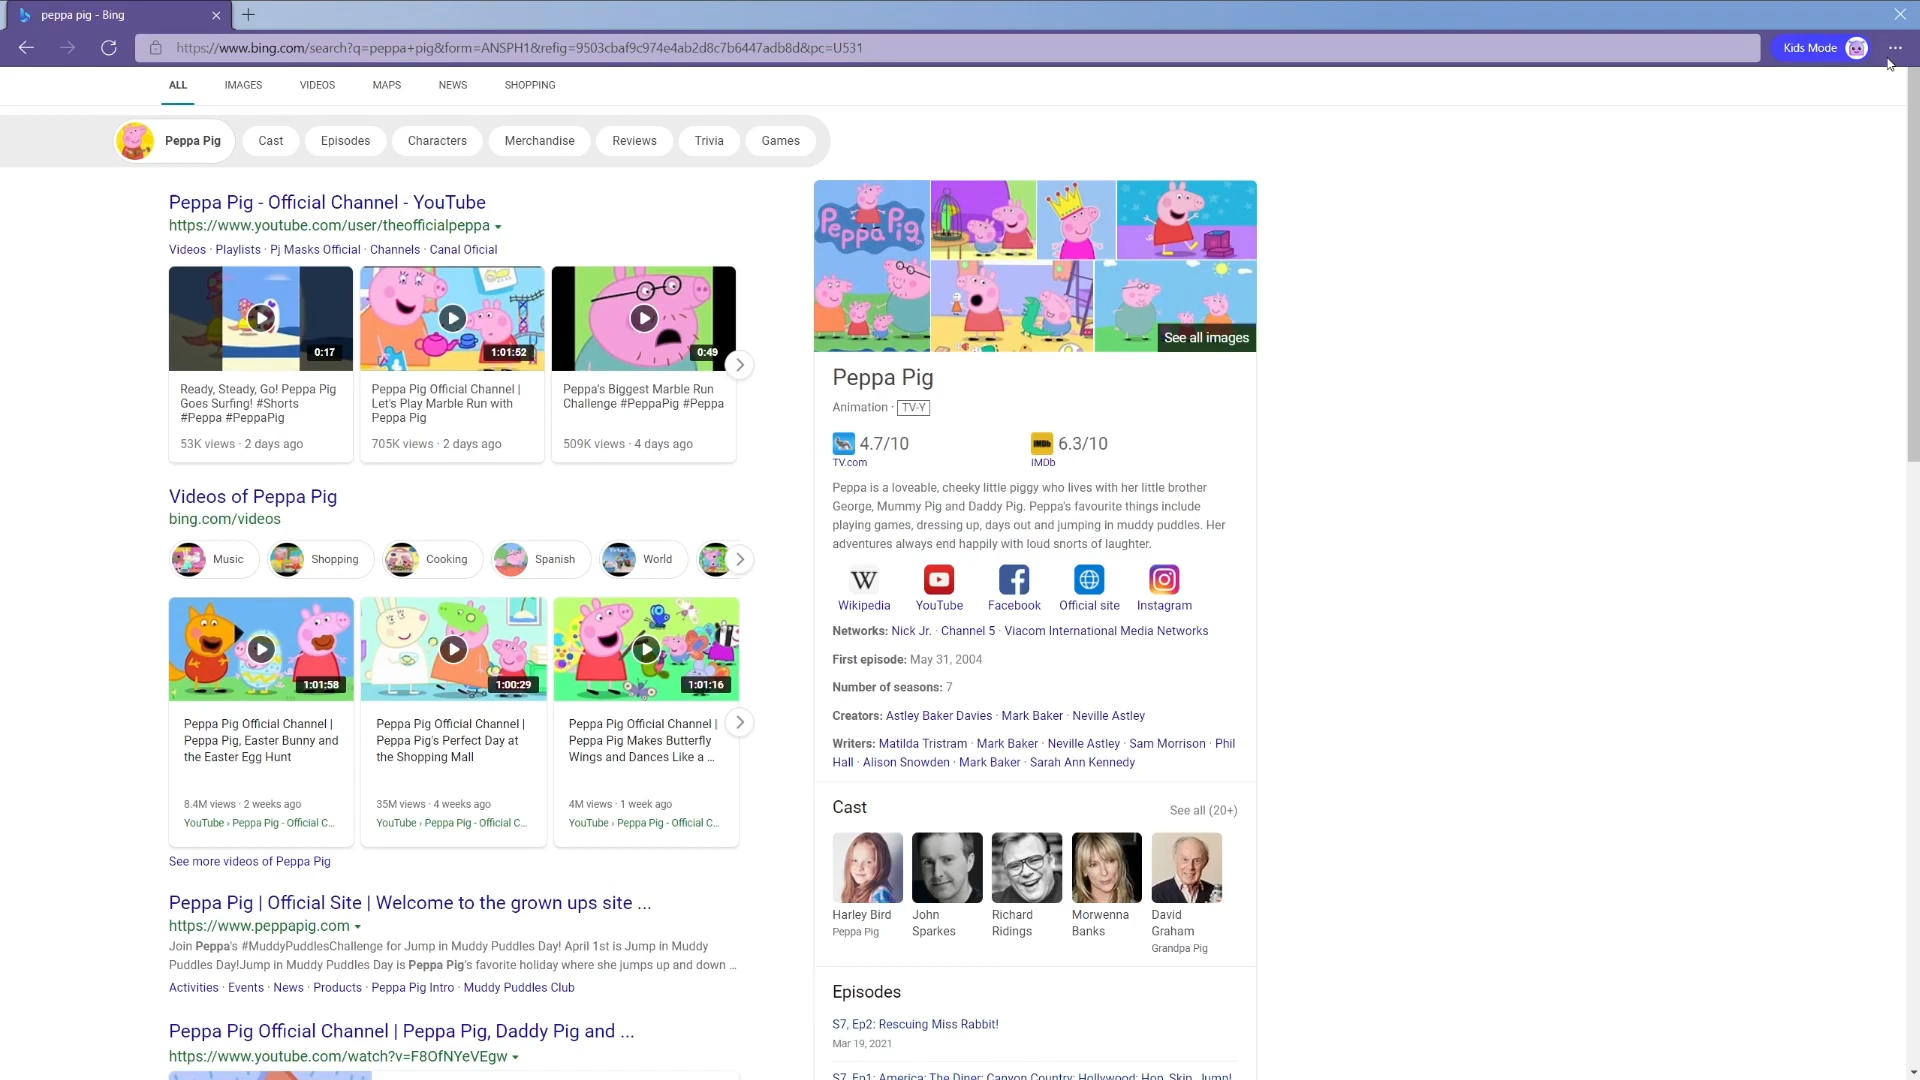 peppa pig - Bing
https://www.bing.com/search?q=peppa+pig&form=ANSPH1&refig=9503cbaf9c974e4ab2d8c7b6447adb8d&pc=U531
Kids Mode
ALL IMAGES VIDEOS MAPS NEWS SHOPPING
Peppa Pig Cast Episodes Characters Merchandise Reviews Trivia Games
Peppa Pig - Official Channel - YouTube
https://www.youtube.com/user/theofficialpeppa
Videos · Playlists · Pj Masks Official · Channels · Canal Oficial
0:17
1:01:52
0:49
Ready, Steady, Go! Peppa Pig
Goes Surfing! #Shorts
#Peppa #PeppaPig
53K views · 2 days ago
Peppa Pig Official Channel |
Let's Play Marble Run with
Peppa Pig
705K views · 2 days ago
Peppa's Biggest Marble Run
Challenge #PeppaPig #Peppa
509K views · 4 days ago
Videos of Peppa Pig
bing.com/videos
Music Shopping Cooking Spanish World
1:01:58
1:00:29
1:01:16
Peppa Pig Official Channel |
Peppa Pig, Easter Bunny and
the Easter Egg Hunt
8.4M views · 2 weeks ago
YouTube › Peppa Pig - Official C...
Peppa Pig Official Channel |
Peppa Pig's Perfect Day at
the Shopping Mall
35M views · 4 weeks ago
YouTube › Peppa Pig - Official C...
Peppa Pig Official Channel |
Peppa Pig Makes Butterfly
Wings and Dances Like a ...
4M views · 1 week ago
YouTube › Peppa Pig - Official C...
See more videos of Peppa Pig
Peppa Pig | Official Site | Welcome to the grown ups site ...
https://www.peppapig.com
Join Peppa's #MuddyPuddlesChallenge for Jump in Muddy Puddles Day! April 1st is Jump in Muddy
Puddles Day!Jump in Muddy Puddles Day is Peppa Pig's favorite holiday where she jumps up and down ...
Activities · Events · News · Products · Peppa Pig Intro · Muddy Puddles Club
Peppa Pig Official Channel | Peppa Pig, Daddy Pig and ...
https://www.youtube.com/watch?v=F8OfNYeVEgw
Peppa Pig
See all images
Peppa Pig
Animation · TV-Y
4.7/10
TV.com
IMDb 6.3/10
IMDb
Peppa is a loveable, cheeky little piggy who lives with her little brother
George, Mummy Pig and Daddy Pig. Peppa's favourite things include
playing games, dressing up, days out and jumping in muddy puddles. Her
adventures always end happily with loud snorts of laughter.
W
Wikipedia YouTube Facebook Official site Instagram
Networks: Nick Jr. · Channel 5 · Viacom International Media Networks
First episode: May 31, 2004
Number of seasons: 7
Creators: Astley Baker Davies · Mark Baker · Neville Astley
Writers: Matilda Tristram · Mark Baker · Neville Astley · Sam Morrison · Phil
Hall · Alison Snowden · Mark Baker · Sarah Ann Kennedy
Cast
See all (20+)
Harley Bird
Peppa Pig
John
Sparkes
Richard
Ridings
Morwenna
Banks
David
Graham
Grandpa Pig
Episodes
S7, Ep2: Rescuing Miss Rabbit!
Mar 19, 2021
S7, Ep1: America: The Diner; Canyon Country; Hollywood; Hop, Skip, Jump!